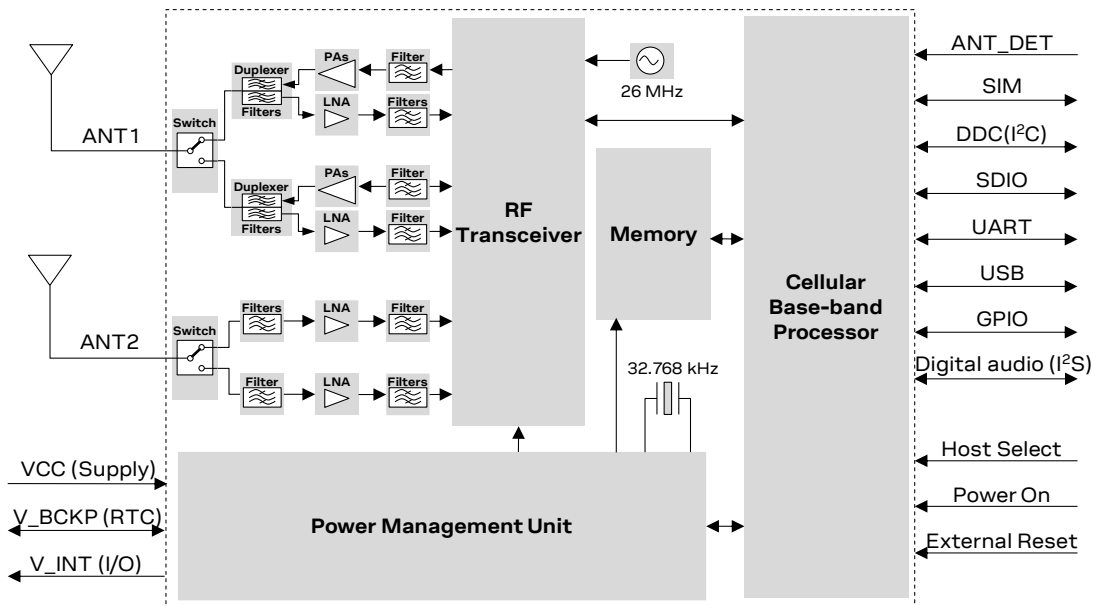 ANT1
Switch
Duplexer
Filters
PAs
Filter
LNA
Filters
Duplexer
Filters
PAs
Filter
LNA
Filter
ANT2
Switch
Filters
LNA
Filter
Filter
LNA
Filters
RF
Transceiver
26 MHz
Memory
32.768 kHz
Cellular
Base-band
Processor
Power Management Unit
VCC (Supply)
V_BCKP (RTC)
V_INT (I/O)
ANT_DET
SIM
DDC(I²C)
SDIO
UART
USB
GPIO
Digital audio (I²S)
Host Select
Power On
External Reset